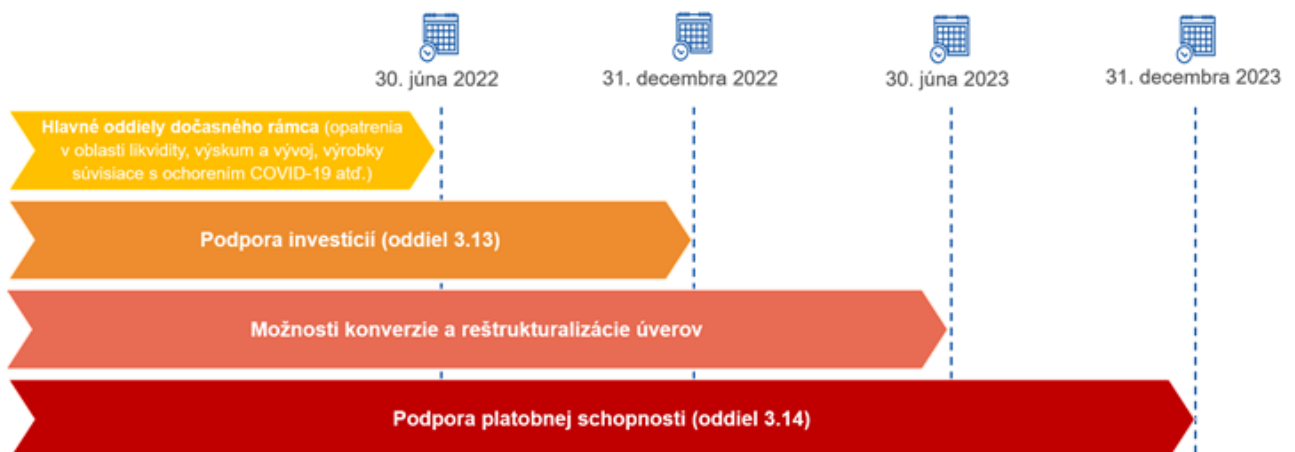 30. júna 2022
31. decembra 2022
30. júna 2023
31. decembra 2023
Hlavné oddiely dočasného rámca (opatrenia
v oblasti likvidity, výskum a vývoj, výrobky
súvisiace s ochorením COVID-19 atď.)
Podpora investícií (oddiel 3.13)
Možnosti konverzie a reštrukturalizácie úverov
Podpora platobnej schopnosti (oddiel 3.14)